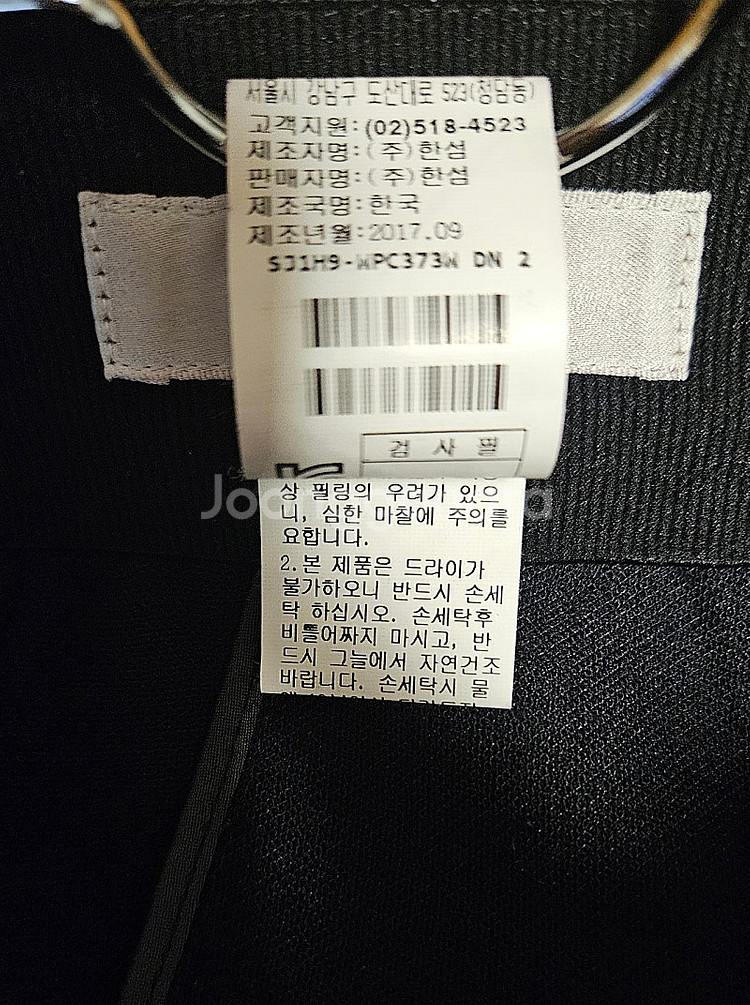 서울시 강남구 도산대로 523(청담동)
고객지원:(02)518-4523
제조자명:(주)한섬
판매자명:(주)한섬
제조국명:한국
제조년월:2017.09
SJ1H9-WPC373W DN 2
검 사 필
상 필링의 우려가 있으
니, 심한 마찰에 주의를
요합니다.
2.본 제품은 드라이가
불가하오니 반드시 손세
탁 하십시오. 손세탁후
비틀어짜지 마시고, 반
드시 그늘에서 자연건조
바랍니다. 손세탁시 물